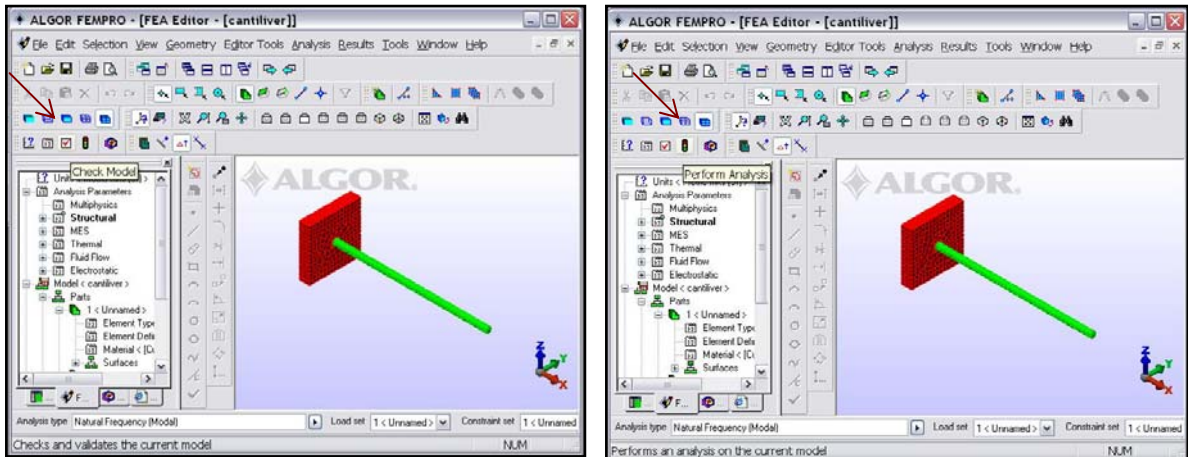 ALGOR FEMPRO - [FEA Editor - [cantiliver]]
File Edit Selection View Geometry Editor Tools Analysis Results Tools Window Help
Check Model
Units
Analysis Parameters
Multiphysics
Structural
MES
Thermal
Fluid Flow
Electrostatic
Model < cantiliver >
Parts
1 < Unnamed >
Element Type
Element Defi
Material < [Cu
Surfaces
F...
ALGOR.
Z
Y
X
Analysis type Natural Frequency (Modal) Load set 1 < Unnamed > Constraint set 1 < Unnamed
Checks and validates the current model NUM
ALGOR FEMPRO - [FEA Editor - [cantiliver]]
File Edit Selection View Geometry Editor Tools Analysis Results Tools Window Help
Perform Analysis
Units <
Analysis Parameters
Multiphysics
Structural
MES
Thermal
Fluid Flow
Electrostatic
Model < cantiliver >
Parts
1 < Unnamed >
Element Type
Element Defi
Material < [Cu
Surfaces
F...
ALGOR.
Z
Y
X
Analysis type Natural Frequency (Modal) Load set 1 < Unnamed > Constraint set 1 < Unnamed
Performs an analysis on the current model NUM